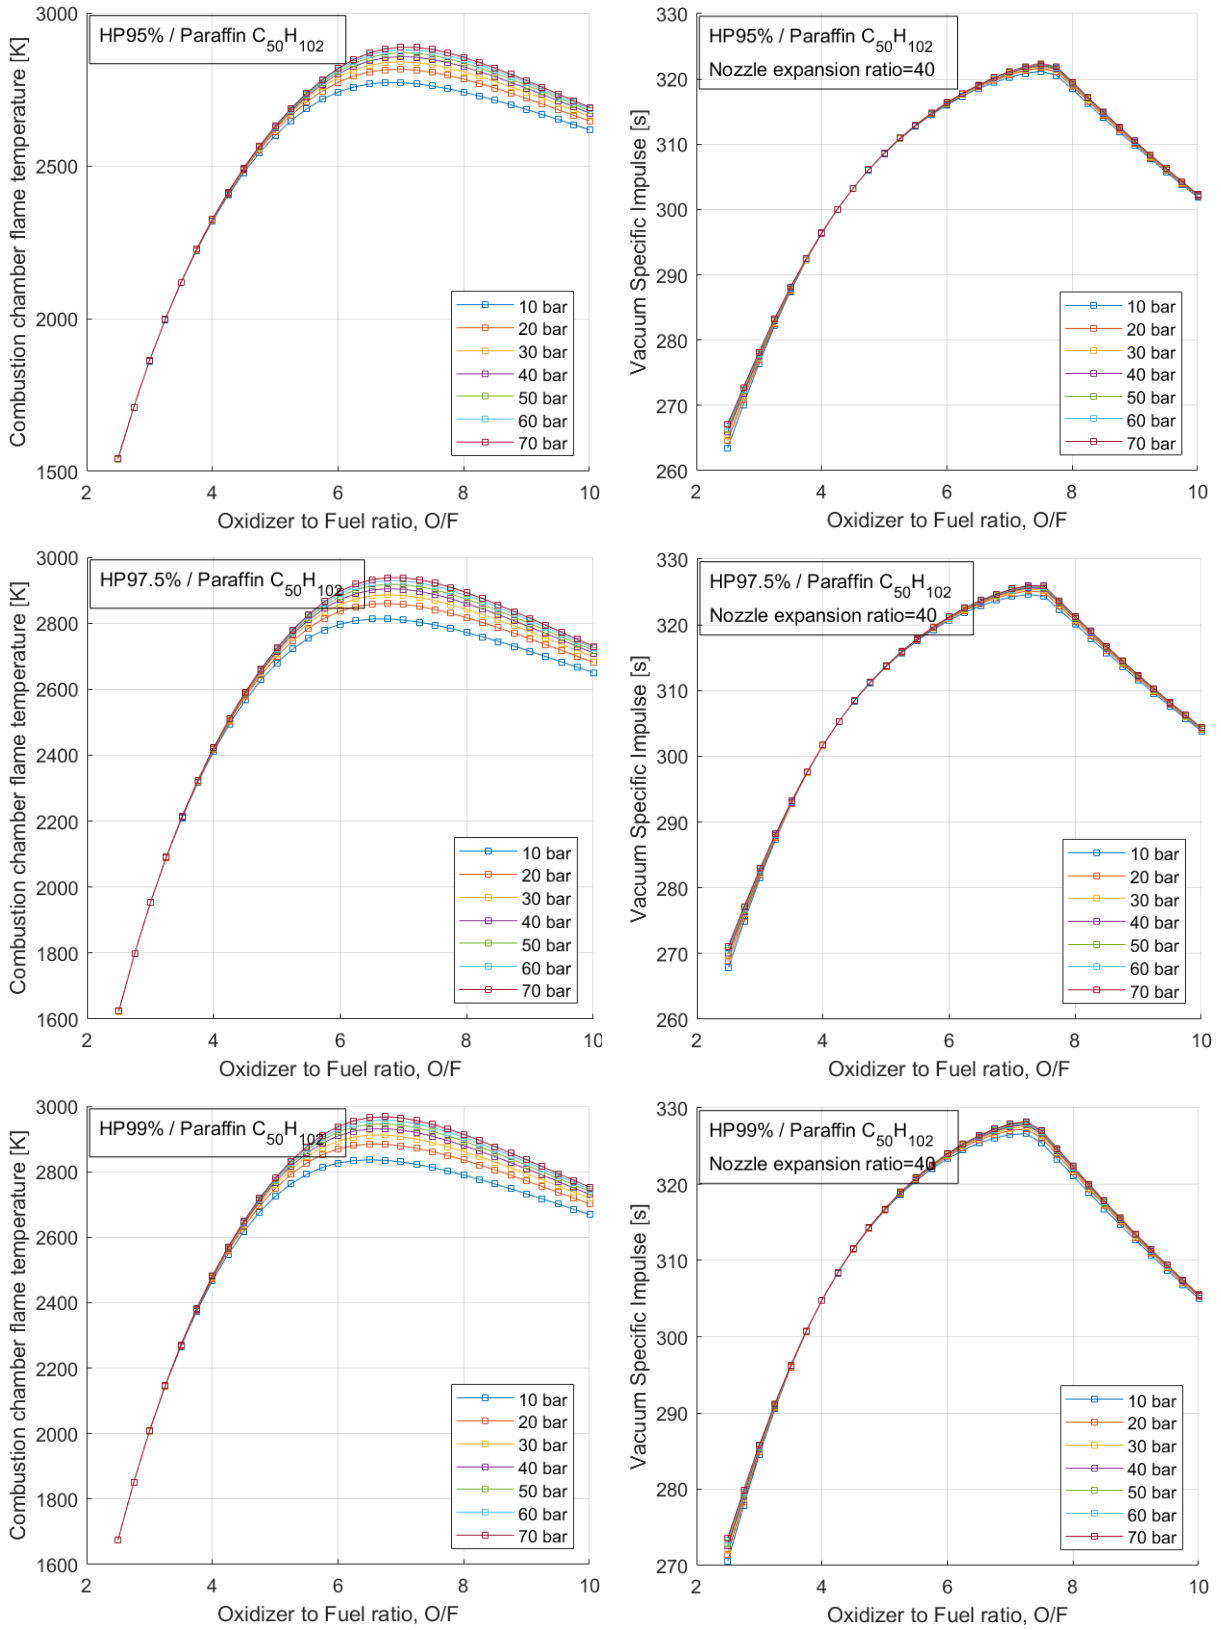 Combustion chamber flame temperature [K]
3000
2500
2000
1500
HP95% / Paraffin C50H102
10 bar
20 bar
30 bar
40 bar
50 bar
60 bar
70 bar
2 4 6 8 10
Oxidizer to Fuel ratio, O/F
Vacuum Specific Impulse [s]
330
320
310
300
290
280
270
260
HP95% / Paraffin C50H102
Nozzle expansion ratio=40
10 bar
20 bar
30 bar
40 bar
50 bar
60 bar
70 bar
2 4 6 8 10
Oxidizer to Fuel ratio, O/F
Combustion chamber flame temperature [K]
3000
2800
2600
2400
2200
2000
1800
1600
HP97.5% / Paraffin C50H102
10 bar
20 bar
30 bar
40 bar
50 bar
60 bar
70 bar
2 4 6 8 10
Oxidizer to Fuel ratio, O/F
Vacuum Specific Impulse [s]
330
320
310
300
290
280
270
260
HP97.5% / Paraffin C50H102
Nozzle expansion ratio=40
10 bar
20 bar
30 bar
40 bar
50 bar
60 bar
70 bar
2 4 6 8 10
Oxidizer to Fuel ratio, O/F
Combustion chamber flame temperature [K]
3000
2800
2600
2400
2200
2000
1800
1600
HP99% / Paraffin C50H102
10 bar
20 bar
30 bar
40 bar
50 bar
60 bar
70 bar
2 4 6 8 10
Oxidizer to Fuel ratio, O/F
Vacuum Specific Impulse [s]
330
320
310
300
290
280
270
HP99% / Paraffin C50H102
Nozzle expansion ratio=40
10 bar
20 bar
30 bar
40 bar
50 bar
60 bar
70 bar
2 4 6 8 10
Oxidizer to Fuel ratio, O/F